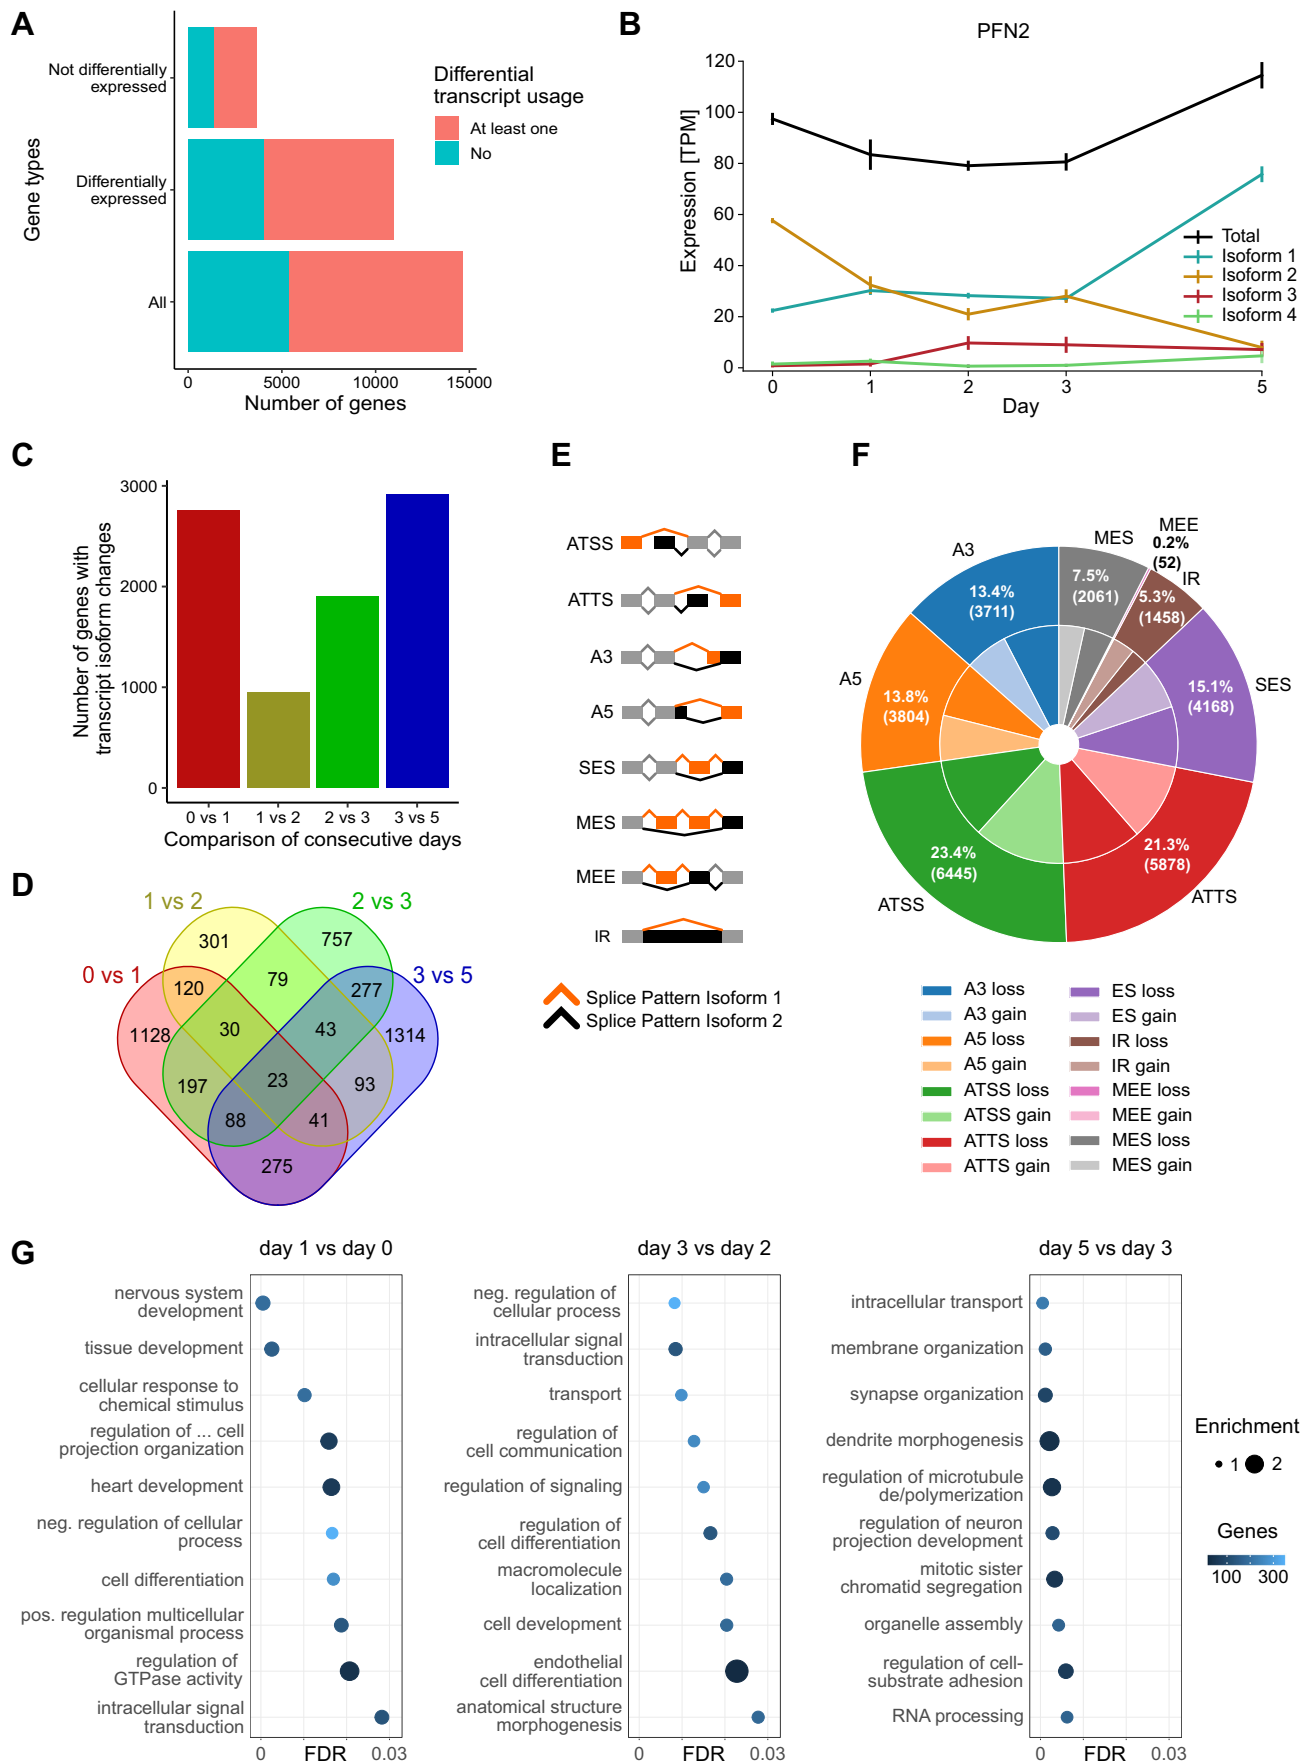 A
Not differentially
expressed
Differentially
expressed
All
Gene types
0
5000
10000
15000
Number of genes
Differential
transcript usage
At least one
No
B
PFN2
Expression [TPM]
120
100
80
60
40
20
0
0
1
2
3
5
Day
Total
Isoform 1
Isoform 2
Isoform 3
Isoform 4
C
Number of genes with
transcript isoform changes
3000
2000
1000
0
0 vs 1
1 vs 2
2 vs 3
3 vs 5
Comparison of consecutive days
D
1 vs 2
2 vs 3
0 vs 1
3 vs 5
301
757
120
79
277
1128
30
43
1314
197
23
93
88
41
275
E
ATSS
ATTS
A3
A5
SES
MES
MEE
IR
Splice Pattern Isoform 1
Splice Pattern Isoform 2
F
A3
13.4%
(3711)
MES
7.5%
(2061)
MEE
0.2%
(52)
IR
5.3%
(1458)
SES
15.1%
(4168)
ATTS
21.3%
(5878)
ATSS
23.4%
(6445)
A5
13.8%
(3804)
A3 loss
A3 gain
A5 loss
A5 gain
ATSS loss
ATSS gain
ATTS loss
ATTS gain
ES loss
ES gain
IR loss
IR gain
MEE loss
MEE gain
MES loss
MES gain
G
day 1 vs day 0
nervous system
development
tissue development
cellular response to
chemical stimulus
regulation of ... cell
projection organization
heart development
neg. regulation of cellular
process
cell differentiation
pos. regulation multicellular
organismal process
regulation of
GTPase activity
intracellular signal
transduction
0
FDR
0.03
day 3 vs day 2
neg. regulation of
cellular process
intracellular signal
transduction
transport
regulation of
cell communication
regulation of signaling
regulation of
cell differentiation
macromolecule
localization
cell development
endothelial
cell differentiation
anatomical structure
morphogenesis
0
FDR
0.03
day 5 vs day 3
intracellular transport
membrane organization
synapse organization
dendrite morphogenesis
regulation of microtubule
de/polymerization
regulation of neuron
projection development
mitotic sister
chromatid segregation
organelle assembly
regulation of cell-
substrate adhesion
RNA processing
0
FDR
0.03
Enrichment
1
2
Genes
100
300